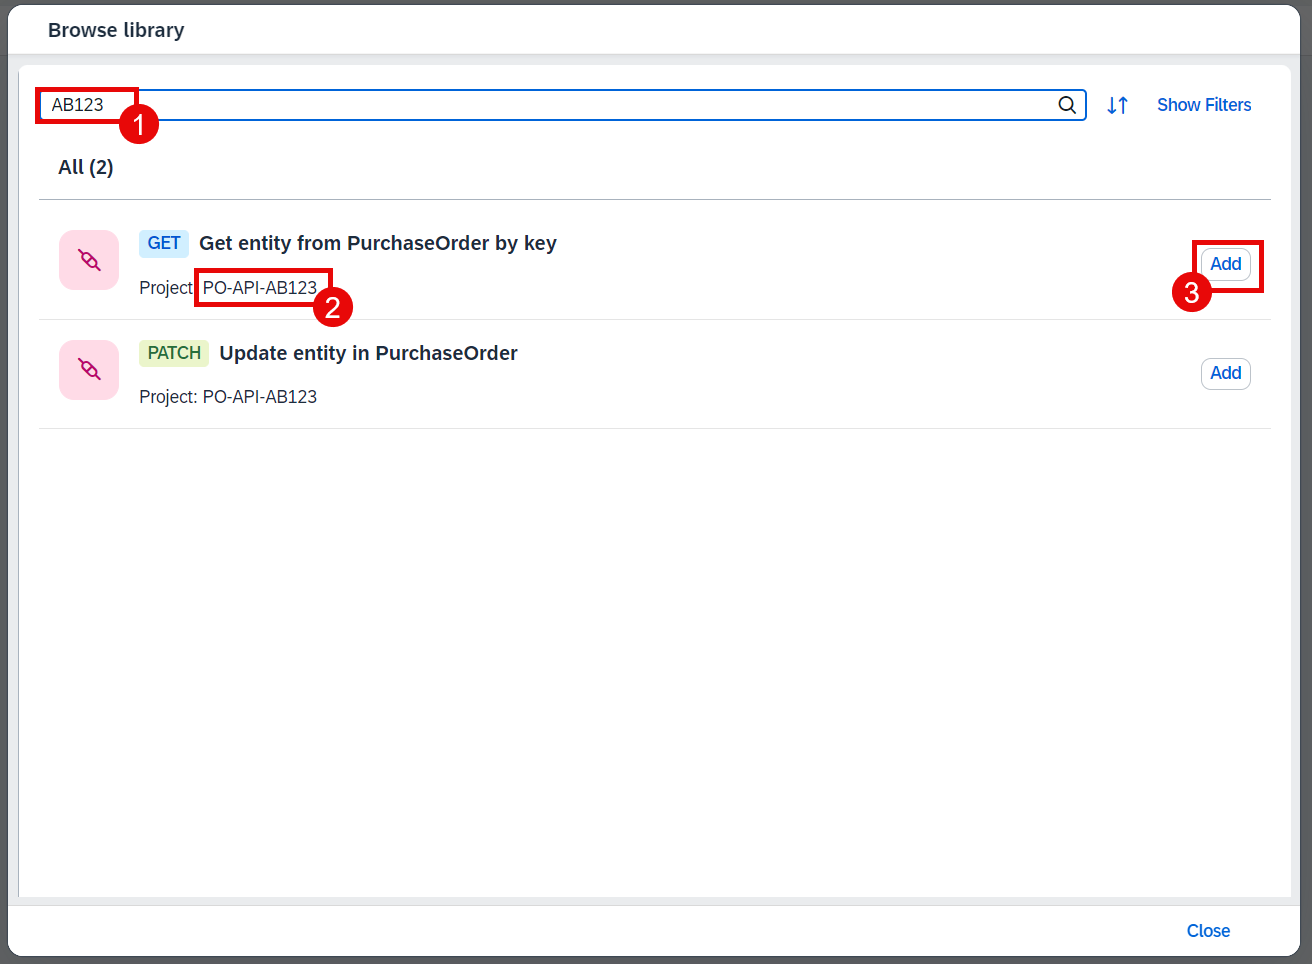 Browse library
AB123
1
Show Filters
All (2)
GET Get entity from PurchaseOrder by key
Project PO-API-AB123
2
Add
3
PATCH Update entity in PurchaseOrder
Project: PO-API-AB123
Add
Close